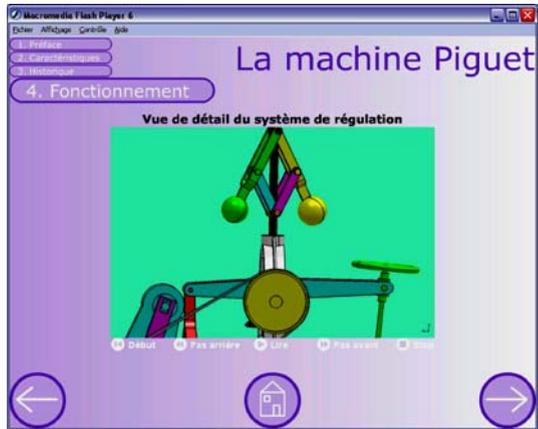 Macromedia Flash Player 6
Fichier Affichage Contrôle Aide
1. Préface
2. Caractéristiques
3. Historique
4. Fonctionnement
La machine Piguet
Vue de détail du système de régulation
Début Pas arrière Lire Pas avant Stop